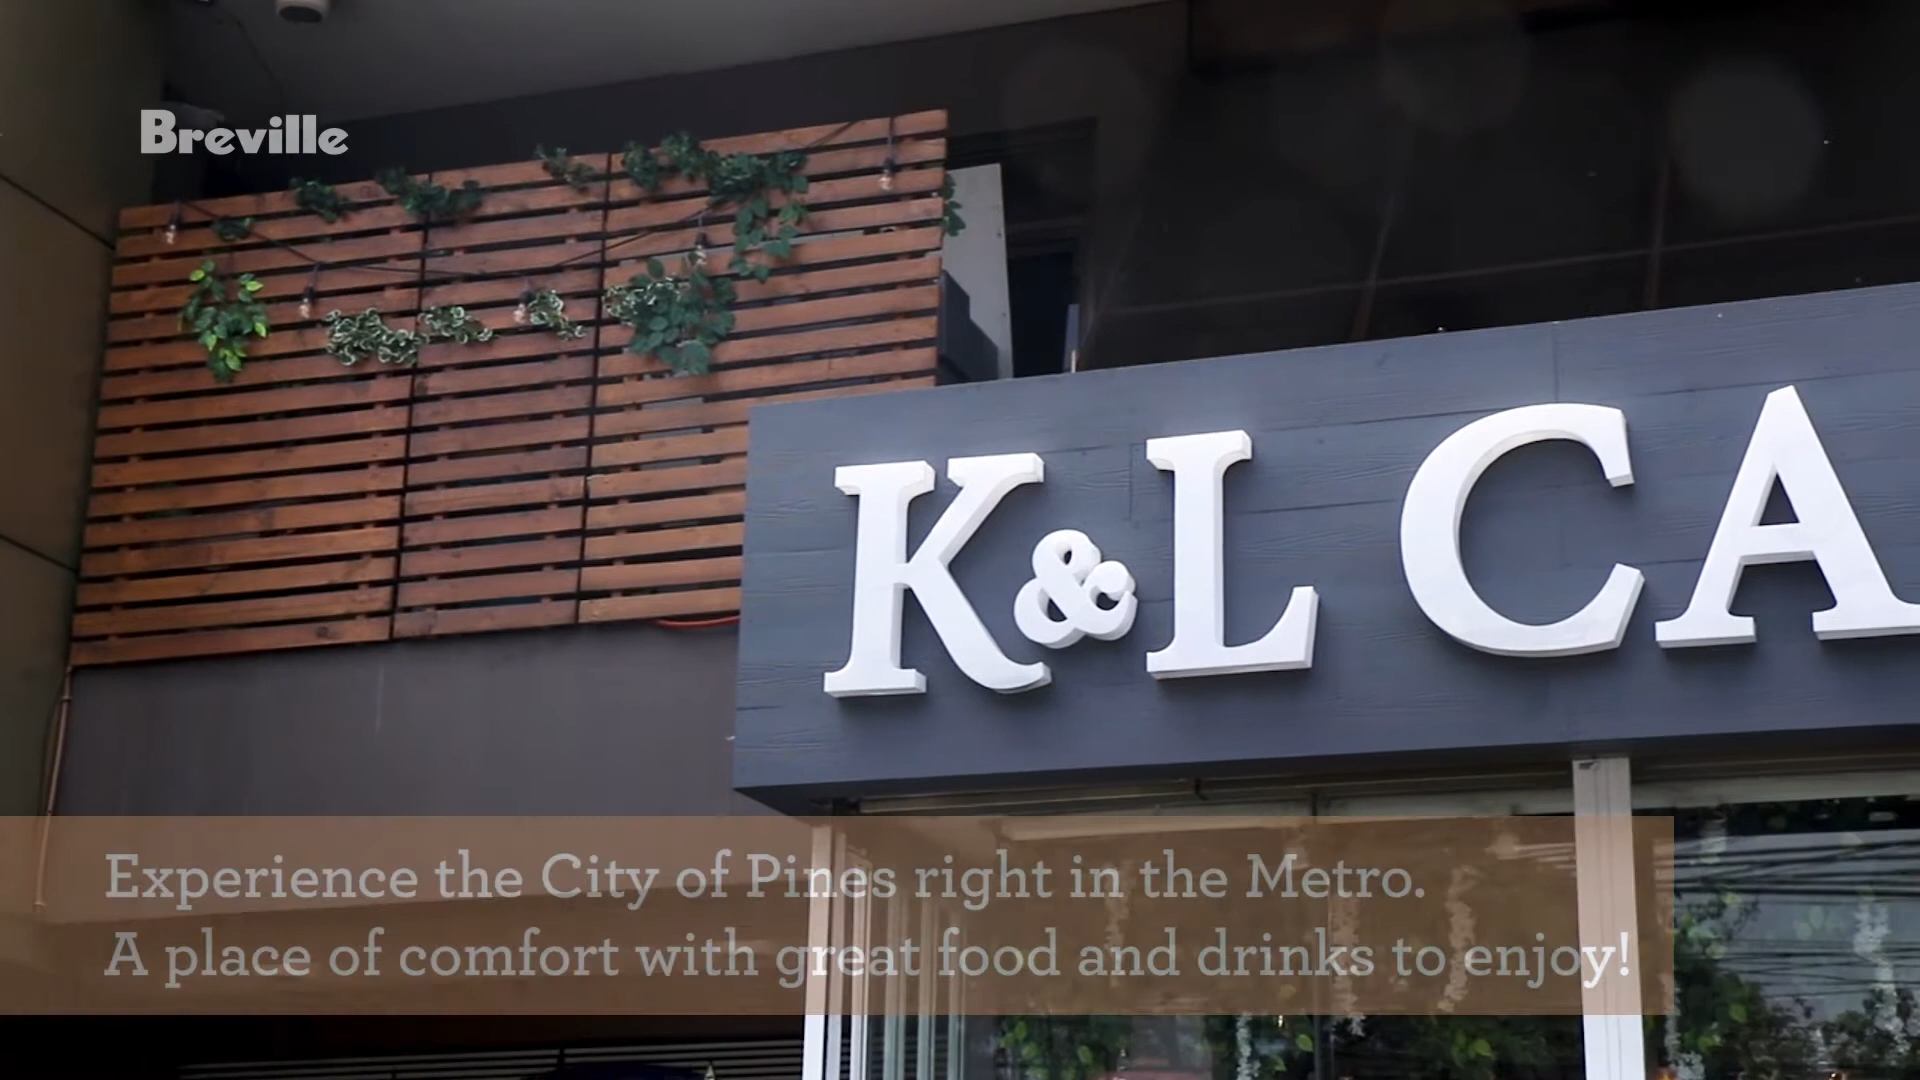 Breville
K&L CA
Experience the City of Pines right in the Metro.
A place of comfort with great food and drinks to enjoy!